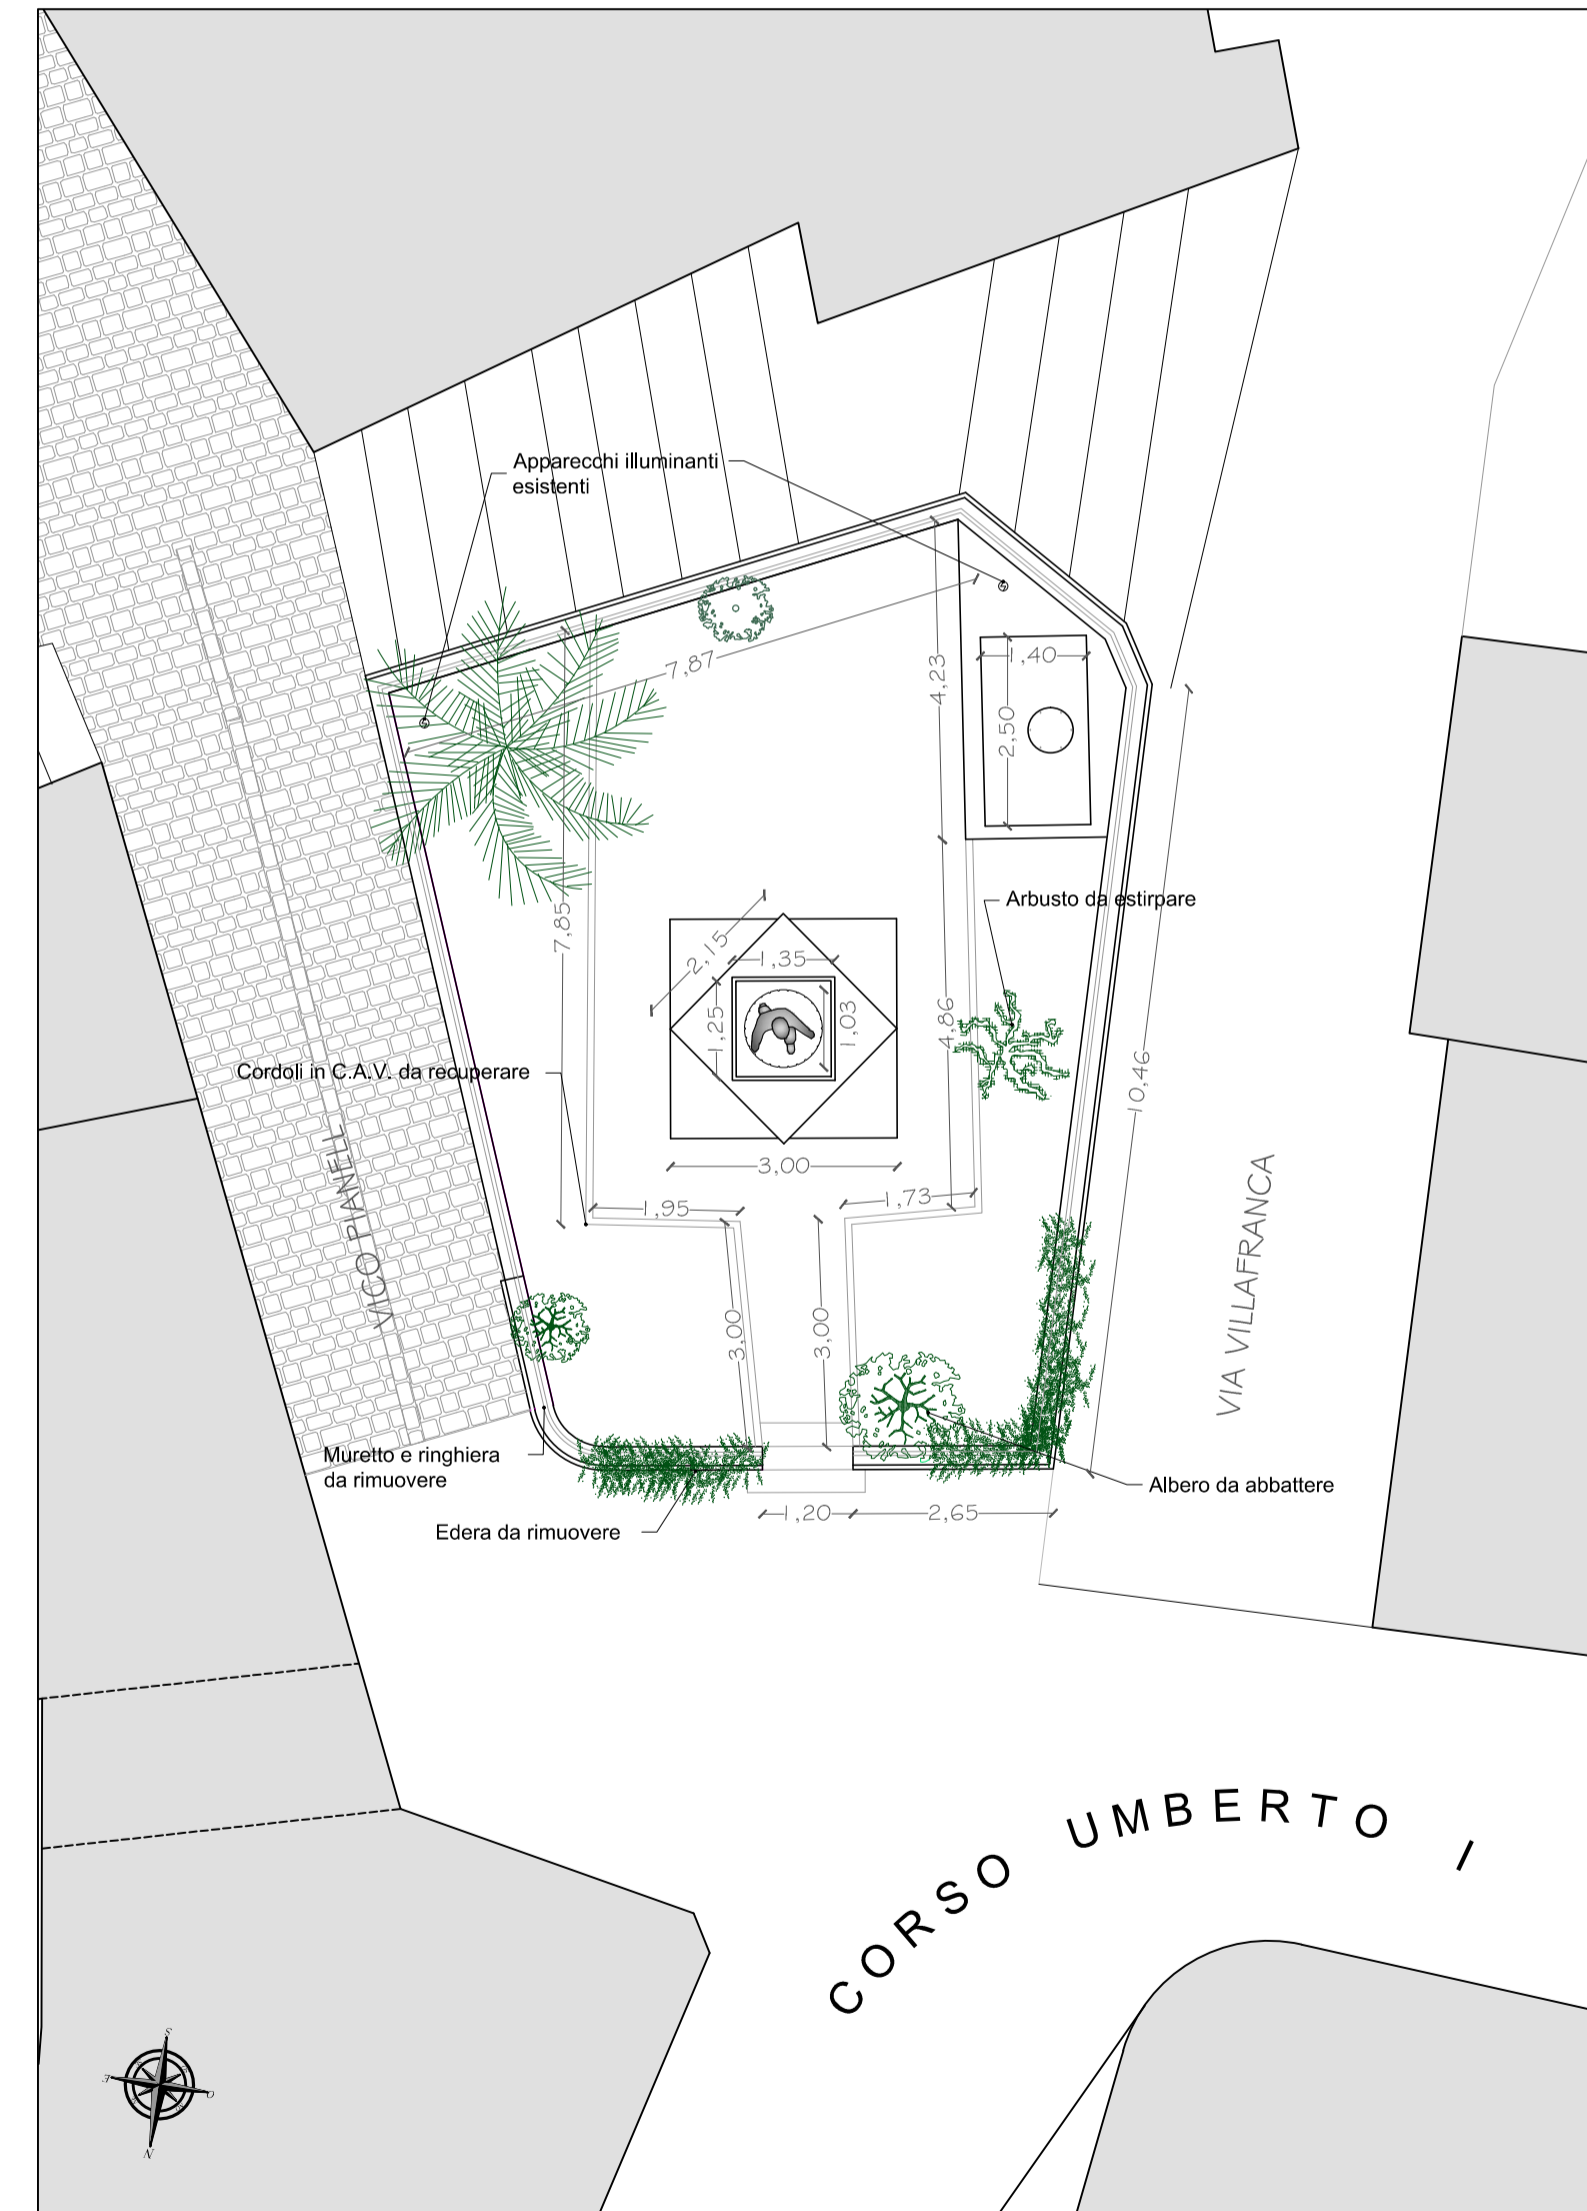 Apparecchi illuminanti
esistenti
7,87
4,23
1,40
2,50
7,85
Arbusto da estirpare
2,15
1,35
1,25
1,03
4,86
10,46
Cordoli in C.A.V. da recuperare
VICO PIANELL
3,00
1,95
1,73
VIA VILLAFRANCA
3,00
3,00
Muretto e ringhiera
da rimuovere
Albero da abbattere
1,20
2,65
Edera da rimuovere
CORSO UMBERTO I
S
E
O
N